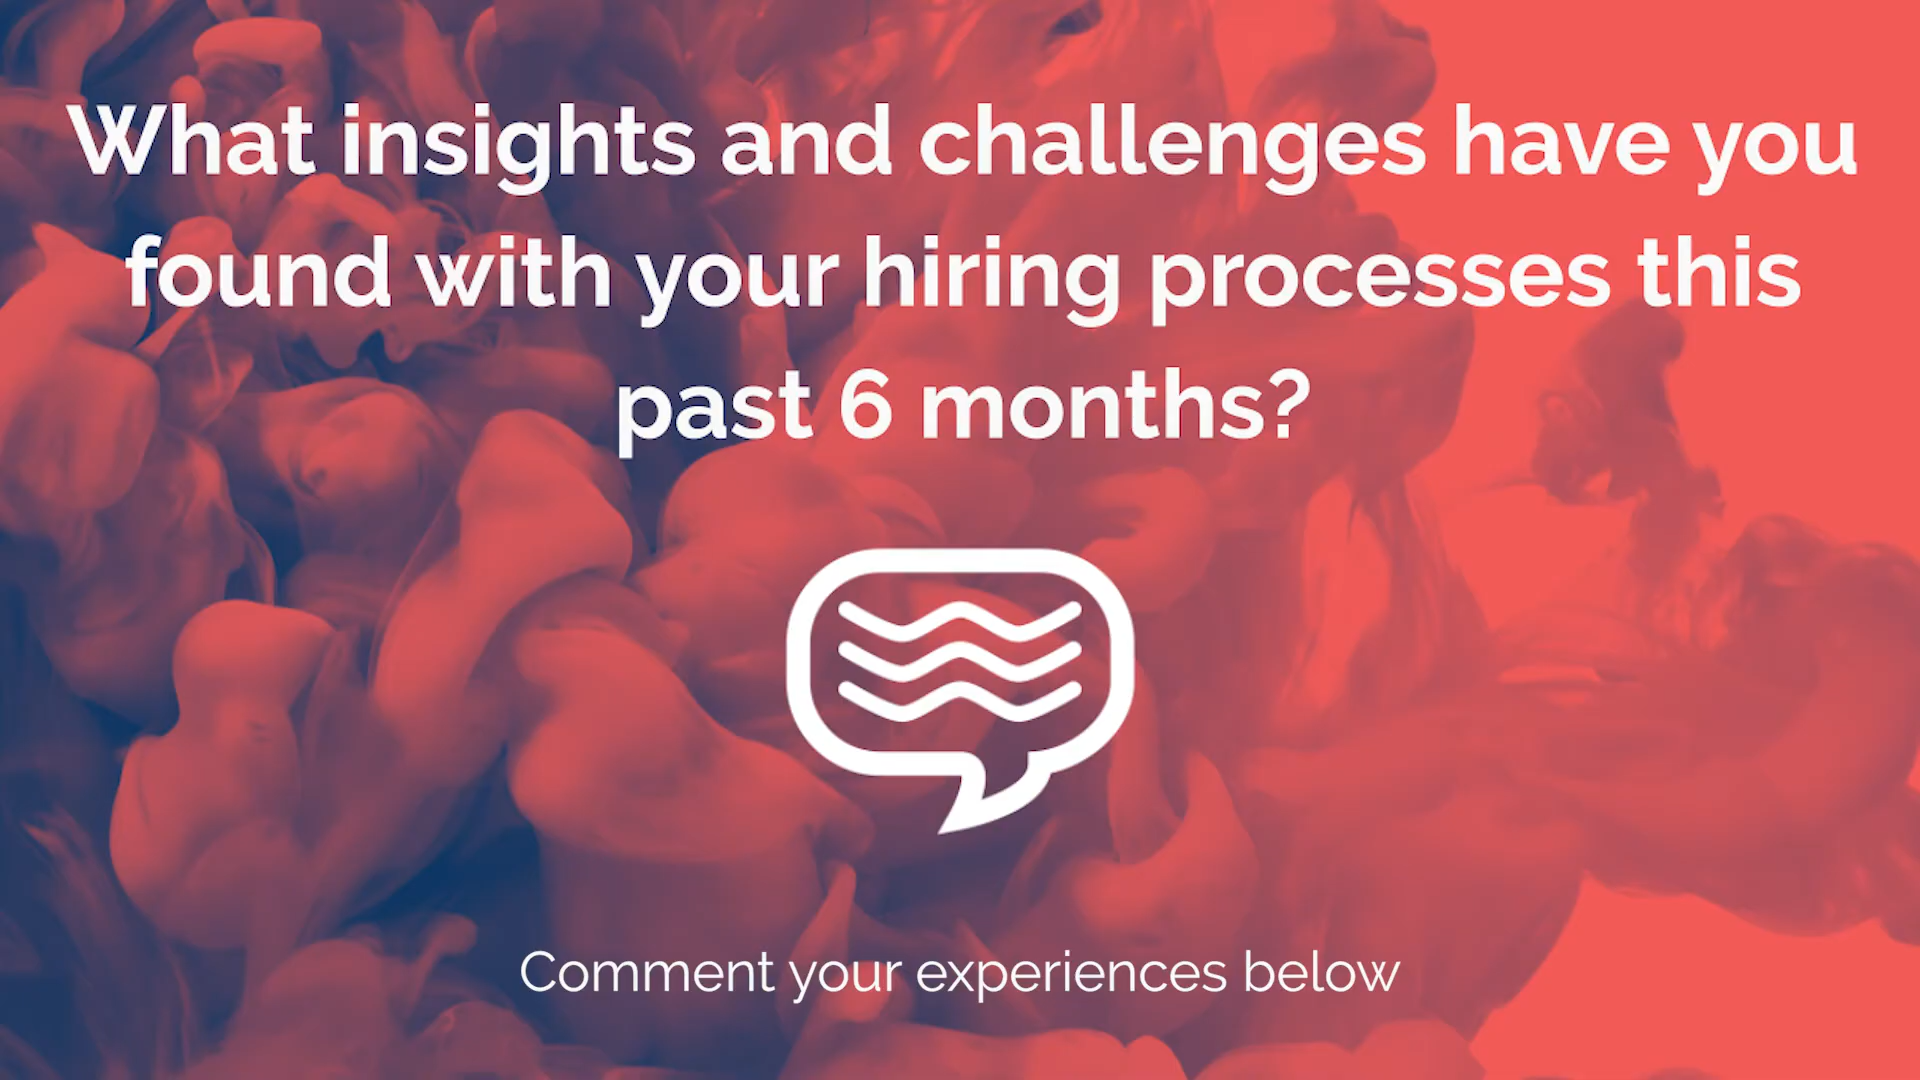 What insights and challenges have you
found with your hiring processes this
past 6 months?
Comment your experiences below